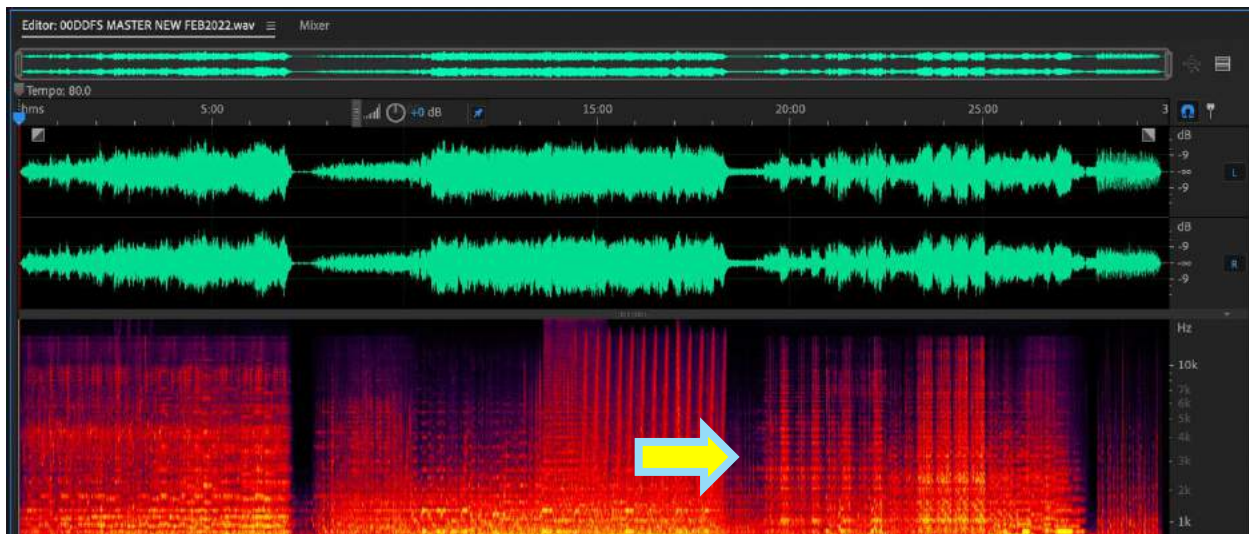 Editor: 00DDFS MASTER NEW FEB2022.wav Mixer
Tempo: 80.0
hms 5:00 +0 dB 15:00 20:00 25:00 3
dB
-9
-∞ L
-9
dB
-9
-∞ R
-9
Hz
10k
7k
6k
5k
4k
3k
2k
1k